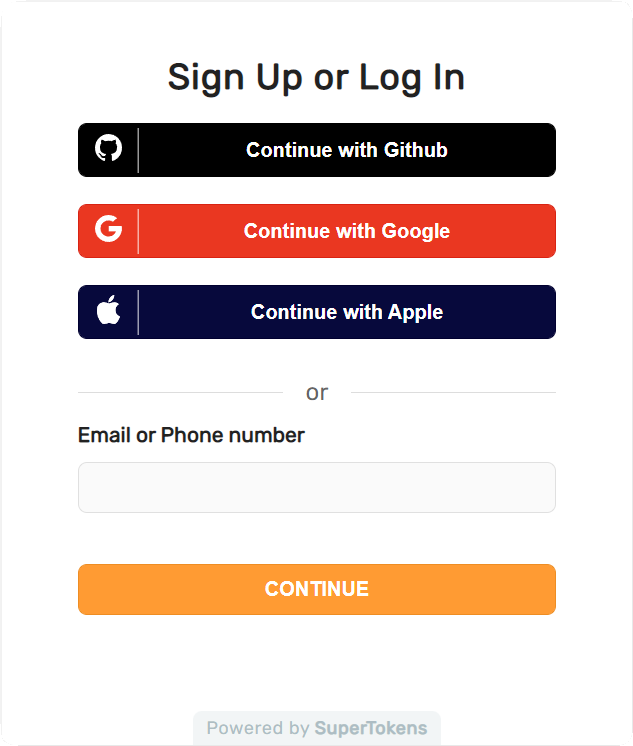 Sign Up or Log In
Continue with Github
Continue with Google
Continue with Apple
or
Email or Phone number
CONTINUE
Powered by SuperTokens